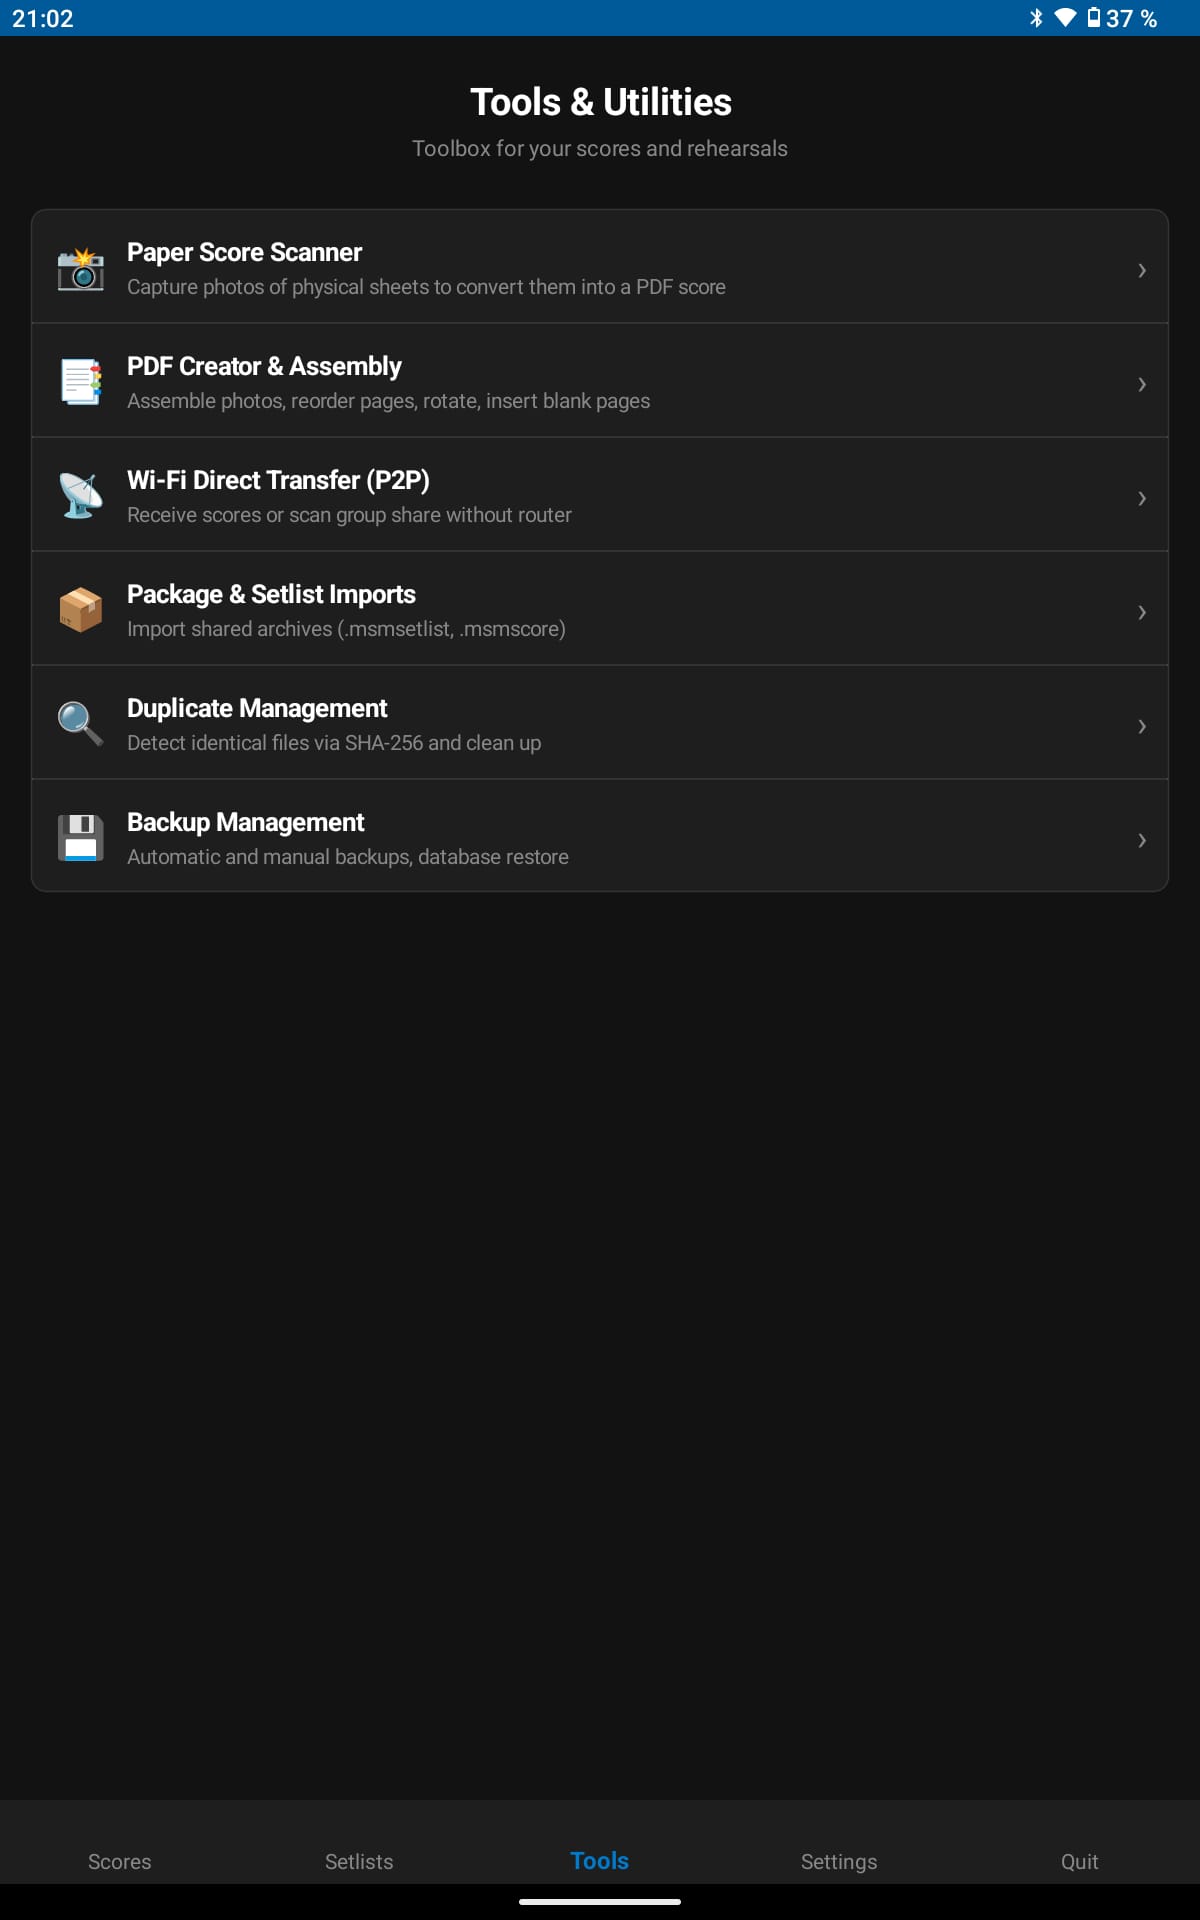 21:02
37 %
Tools & Utilities
Toolbox for your scores and rehearsals
Paper Score Scanner
Capture photos of physical sheets to convert them into a PDF score
PDF Creator & Assembly
Assemble photos, reorder pages, rotate, insert blank pages
Wi-Fi Direct Transfer (P2P)
Receive scores or scan group share without router
Package & Setlist Imports
Import shared archives (.msmsetlist, .msmscore)
Duplicate Management
Detect identical files via SHA-256 and clean up
Backup Management
Automatic and manual backups, database restore
Scores
Setlists
Tools
Settings
Quit